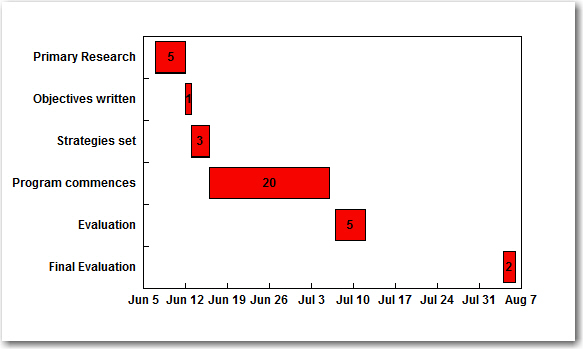 Primary Research 5
Objectives written 1
Strategies set 3
Program commences 20
Evaluation 5
Final Evaluation 2
Jun 5 Jun 12 Jun 19 Jun 26 Jul 3 Jul 10 Jul 17 Jul 24 Jul 31 Aug 7